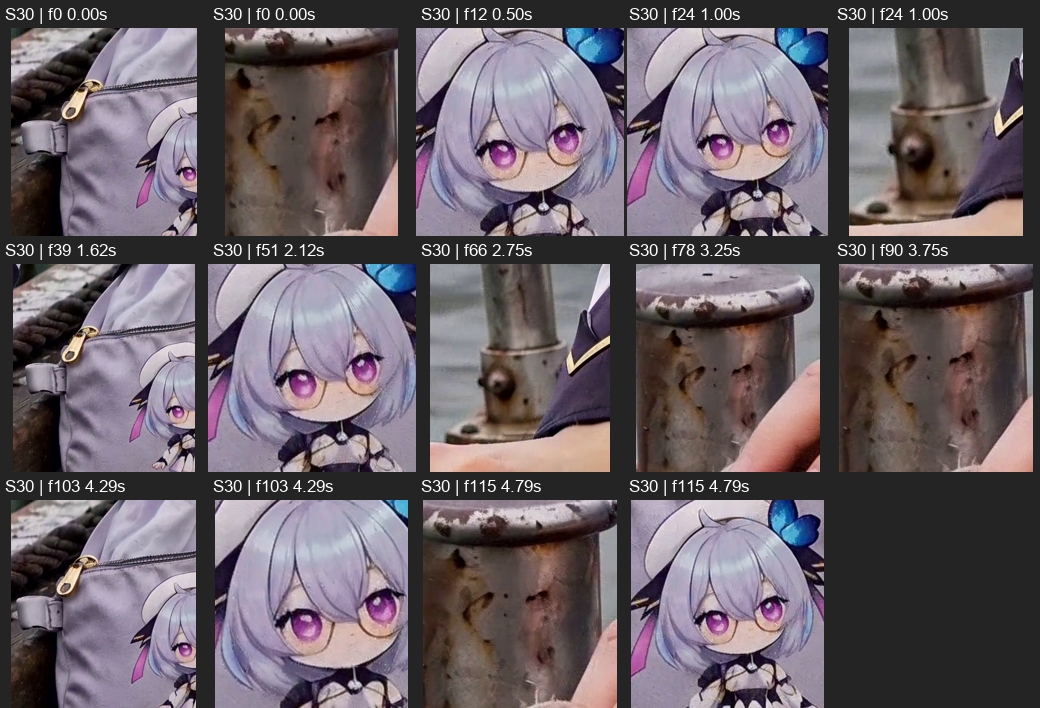 S30 | f0 0.00s
S30 | f0 0.00s
S30 | f12 0.50s
S30 | f24 1.00s
S30 | f24 1.00s
S30 | f39 1.62s
S30 | f51 2.12s
S30 | f66 2.75s
S30 | f78 3.25s
S30 | f90 3.75s
S30 | f103 4.29s
S30 | f103 4.29s
S30 | f115 4.79s
S30 | f115 4.79s